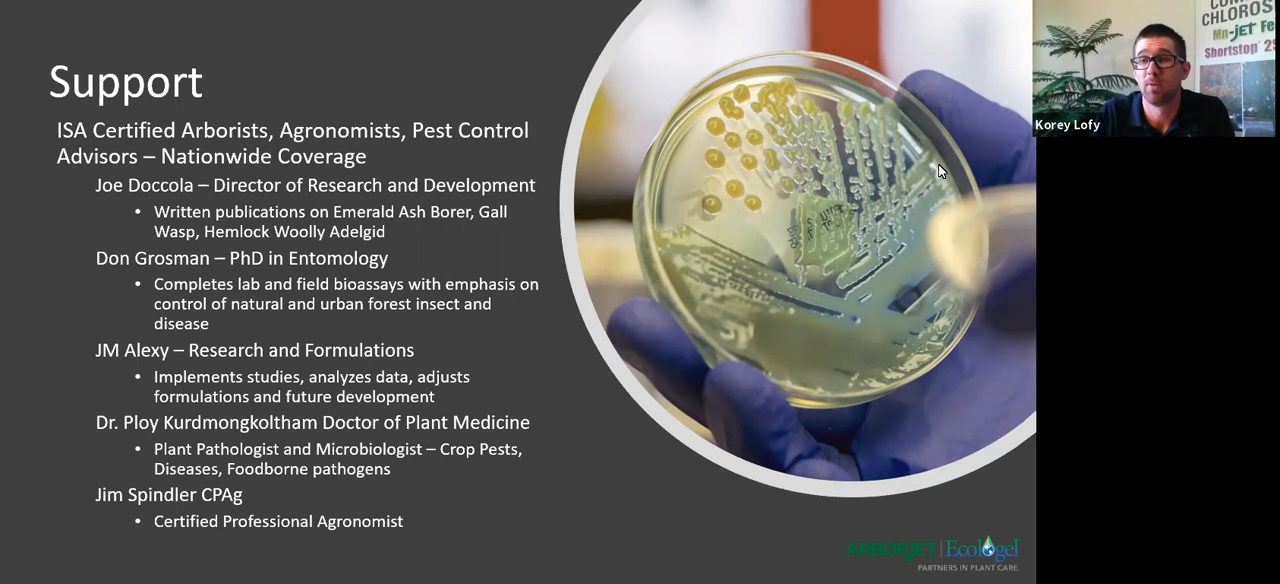 Support
ISA Certified Arborists, Agronomists, Pest Control
Advisors – Nationwide Coverage
Joe Doccola – Director of Research and Development
• Written publications on Emerald Ash Borer, Gall
Wasp, Hemlock Woolly Adelgid
Don Grosman – PhD in Entomology
• Completes lab and field bioassays with emphasis on
control of natural and urban forest insect and
disease
JM Alexy – Research and Formulations
• Implements studies, analyzes data, adjusts
formulations and future development
Dr. Ploy Kurdmongkoltham Doctor of Plant Medicine
• Plant Pathologist and Microbiologist – Crop Pests,
Diseases, Foodborne pathogens
Jim Spindler CPAg
• Certified Professional Agronomist
ARBORJET | Ecologel
PARTNERS IN PLANT CARE
CHLOROS
Mn-JET Fe
Shortstop 2S
Korey Lofy